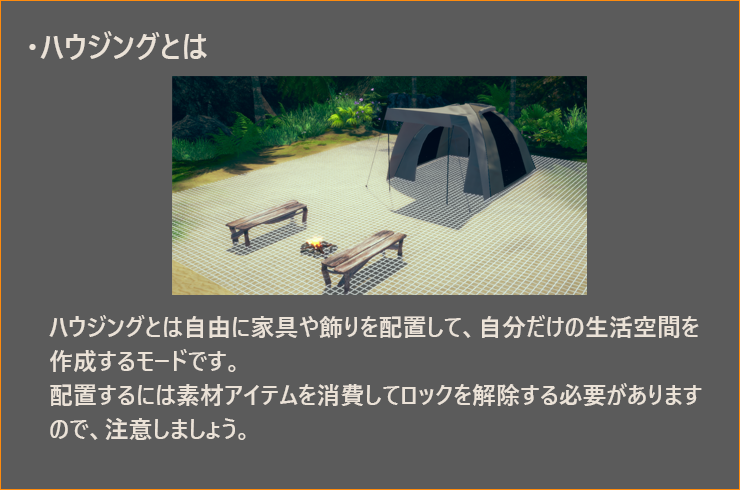 ・ハウジングとは
ハウジングとは自由に家具や飾りを配置して、自分だけの生活空間を
作成するモードです。
配置するには素材アイテムを消費してロックを解除する必要があります
ので、注意しましょう。